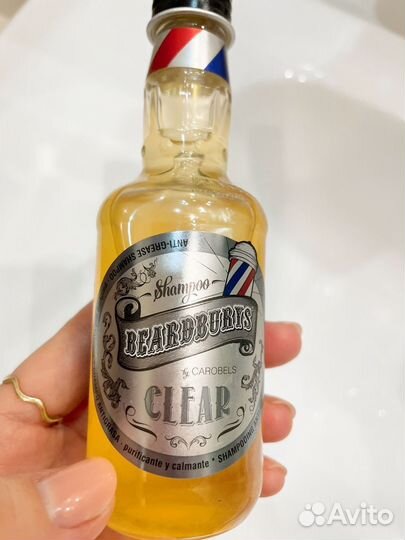 ANTI-GREASE SHAMPOO
Shampoo
BEARDBURYS
by CAROBELS
CLEAR
purificante y calmante * SHAMPOOING
Avito